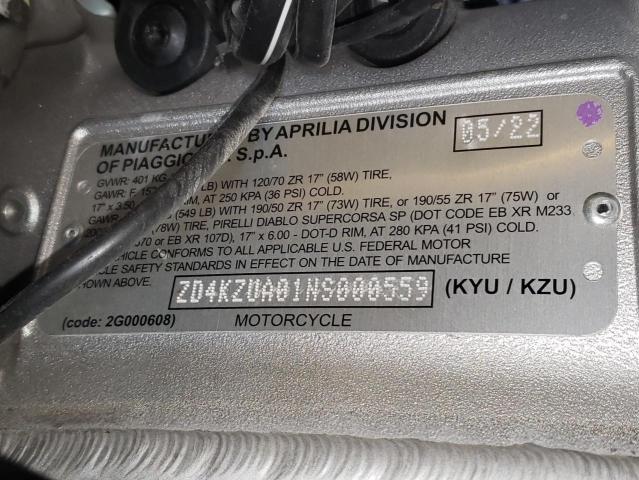 MANUFACTU BY APRILIA DIVISION 05/22
OF PIAGGIO S.p.A.
GVWR: 401 KG LB) WITH 120/70 ZR 17" (58W) TIRE,
GAWR: F. 15 RIM, AT 250 KPA (36 PSI) COLD.
17" x 3.50
GAWR (549 LB) WITH 190/50 ZR 17" (73W) TIRE, or 190/55 ZR 17" (75W) or
200 (78W) TIRE, PIRELLI DIABLO SUPERCORSA SP (DOT CODE EB XR M233,
670 or EB XR 107D), 17" x 6.00 - DOT-D RIM, AT 280 KPA (41 PSI) COLD.
VEHICLE CONFORMS TO ALL APPLICABLE U.S. FEDERAL MOTOR
CLE SAFETY STANDARDS IN EFFECT ON THE DATE OF MANUFACTURE
SHOWN ABOVE.
ZD4KZUA01NS000559 (KYU / KZU)
(code: 2G000608) MOTORCYCLE